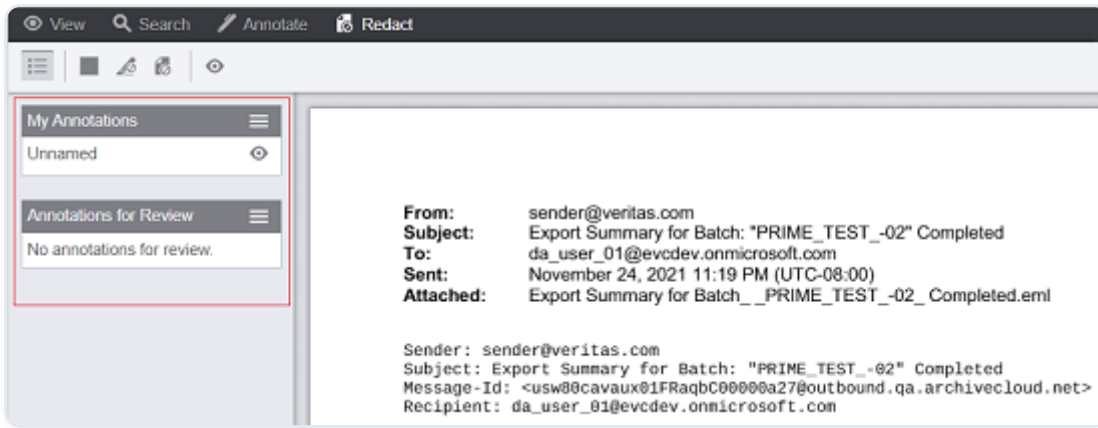 View Search Annotate Redact
My Annotations
Unnamed
Annotations for Review
No annotations for review.
From: sender@veritas.com
Subject: Export Summary for Batch: "PRIME_TEST_-02" Completed
To: da_user_01@evcdev.onmicrosoft.com
Sent: November 24, 2021 11:19 PM (UTC-08:00)
Attached: Export Summary for Batch_ _PRIME_TEST_-02_ Completed.eml
Sender: sender@veritas.com
Subject: Export Summary for Batch: "PRIME_TEST_-02" Completed
Message-Id: <usw80cavaux01FRaqbC00000a27@outbound.qa.archivecloud.net>
Recipient: da_user_01@evcdev.onmicrosoft.com